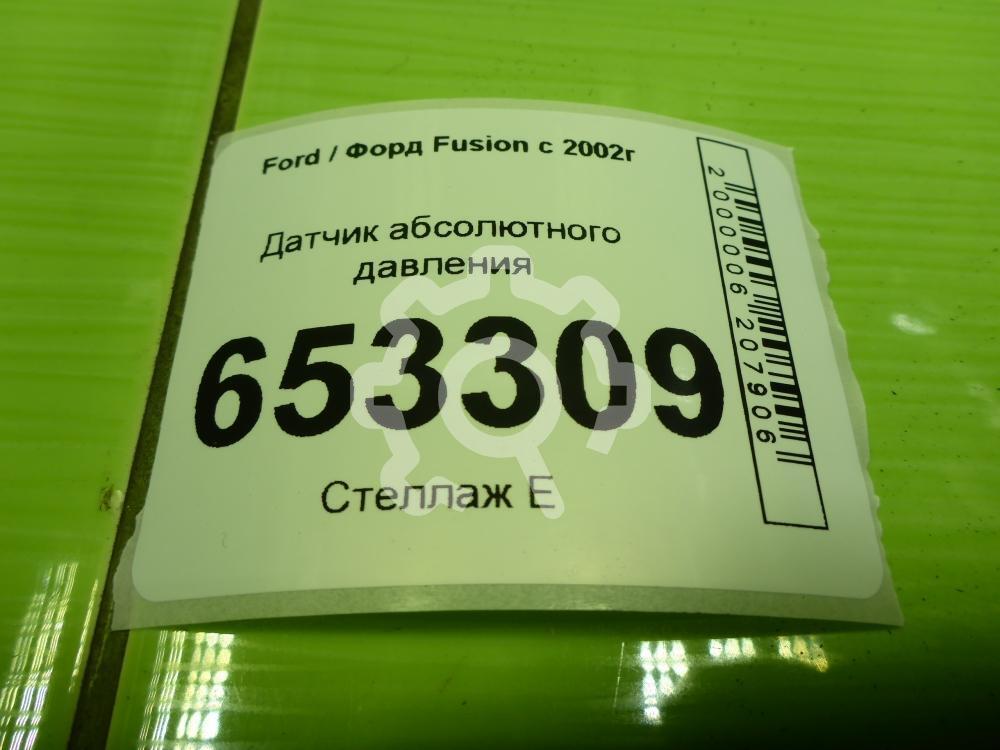 Ford / Форд Fusion с 2002г
Датчик абсолютного
давления
653309
Стеллаж Е
2000006207906